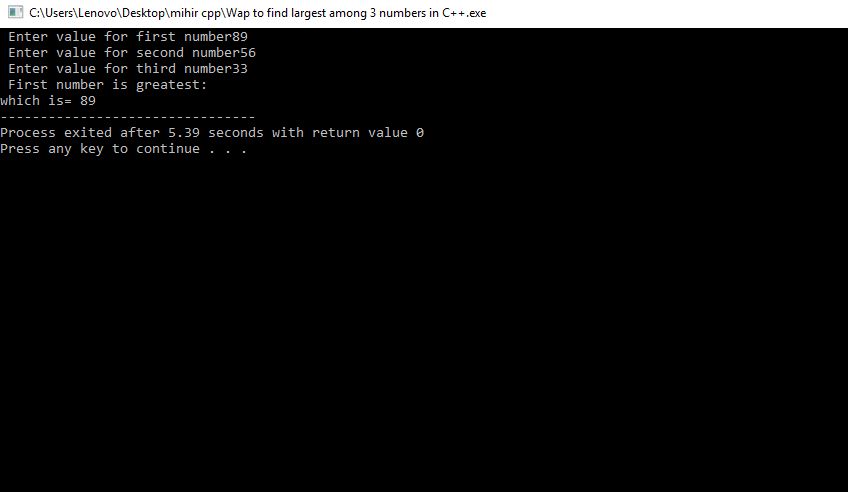 C:\Users\Lenovo\Desktop\mihir cpp\Wap to find largest among 3 numbers in C++.exe
Enter value for first number89
Enter value for second number56
Enter value for third number33
First number is greatest:
which is= 89
--------------------------------
Process exited after 5.39 seconds with return value 0
Press any key to continue . . .